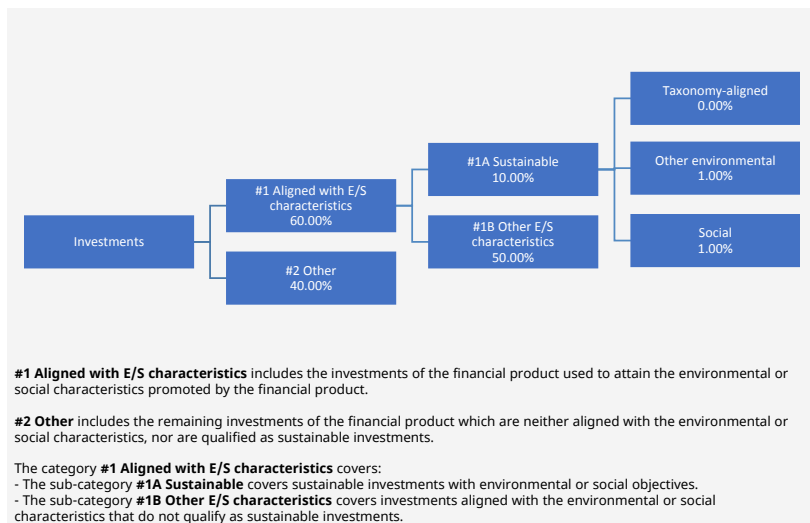 Taxonomy-aligned
0.00%
#1A Sustainable
10.00%
Other environmental
1.00%
#1 Aligned with E/S
characteristics
60.00%
#1B Other E/S
characteristics
50.00%
Social
1.00%
Investments
#2 Other
40.00%
#1 Aligned with E/S characteristics includes the investments of the financial product used to attain the environmental or
social characteristics promoted by the financial product.
#2 Other includes the remaining investments of the financial product which are neither aligned with the environmental or
social characteristics, nor are qualified as sustainable investments.
The category #1 Aligned with E/S characteristics covers:
- The sub-category #1A Sustainable covers sustainable investments with environmental or social objectives.
- The sub-category #1B Other E/S characteristics covers investments aligned with the environmental or social
characteristics that do not qualify as sustainable investments.